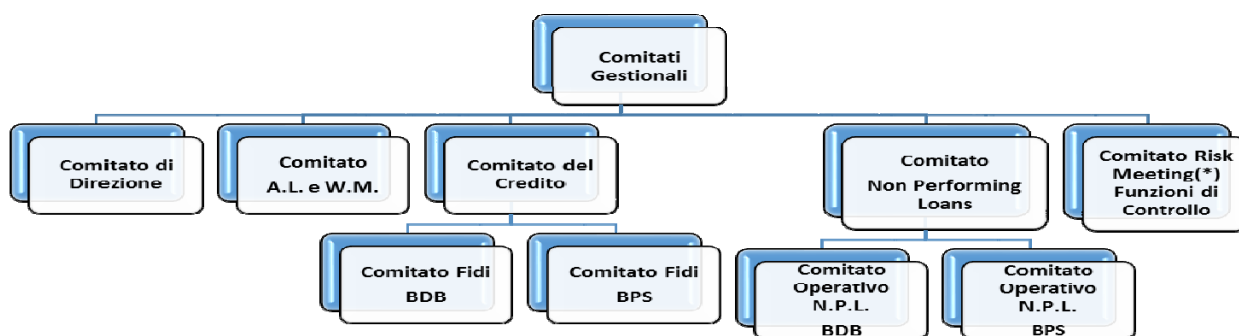 Comitati
Gestionali
Comitato di
Direzione
Comitato
A.L. e W.M.
Comitato del
Credito
Comitato
Non Performing
Loans
Comitato Risk
Meeting(*)
Funzioni di
Controllo
Comitato Fidi
BDB
Comitato Fidi
BPS
Comitato
Operativo
N.P.L.
BDB
Comitato
Operativo
N.P.L.
BPS